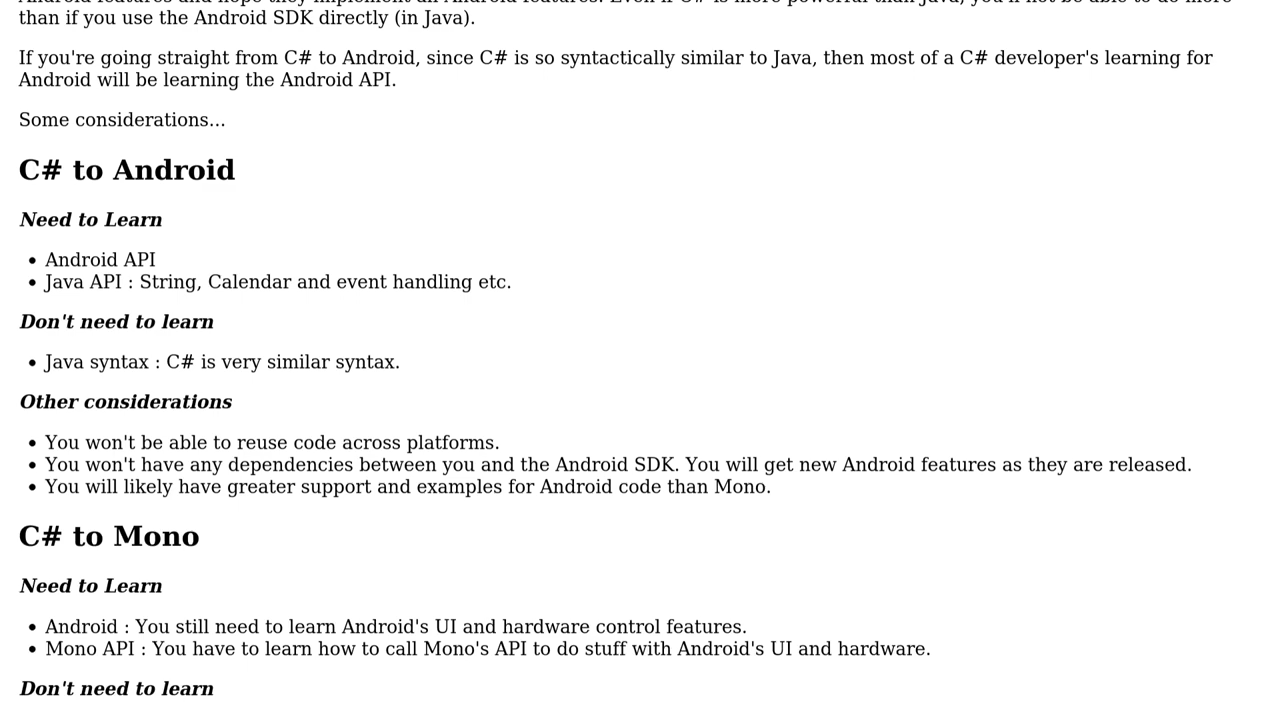 than if you use the Android SDK directly (in Java).
If you're going straight from C# to Android, since C# is so syntactically similar to Java, then most of a C# developer's learning for
Android will be learning the Android API.
Some considerations...
C# to Android
Need to Learn
• Android API
• Java API : String, Calendar and event handling etc.
Don't need to learn
• Java syntax : C# is very similar syntax.
Other considerations
• You won't be able to reuse code across platforms.
• You won't have any dependencies between you and the Android SDK. You will get new Android features as they are released.
• You will likely have greater support and examples for Android code than Mono.
C# to Mono
Need to Learn
• Android : You still need to learn Android's UI and hardware control features.
• Mono API : You have to learn how to call Mono's API to do stuff with Android's UI and hardware.
Don't need to learn